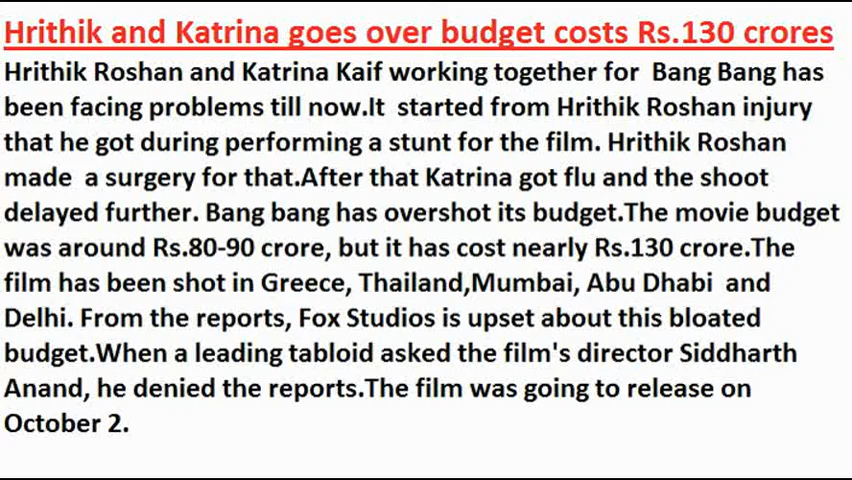 Hrithik and Katrina goes over budget costs Rs.130 crores
Hrithik Roshan and Katrina Kaif working together for  Bang Bang has
been facing problems till now.It  started from Hrithik Roshan injury
that he got during performing a stunt for the film. Hrithik Roshan
made  a surgery for that.After that Katrina got flu and the shoot
delayed further. Bang bang has overshot its budget.The movie budget
was around Rs.80-90 crore, but it has cost nearly Rs.130 crore.The
film has been shot in Greece, Thailand,Mumbai, Abu Dhabi  and
Delhi. From the reports, Fox Studios is upset about this bloated
budget.When a leading tabloid asked the film's director Siddharth
Anand, he denied the reports.The film was going to release on
October 2.